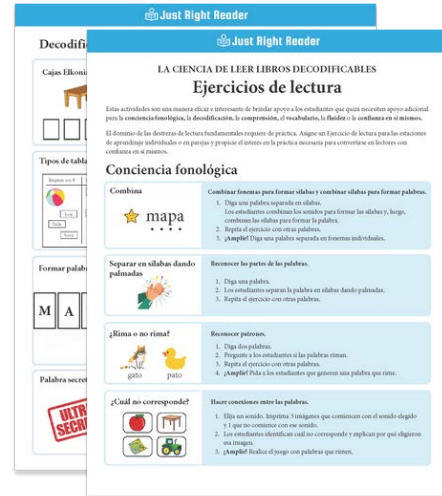 Just Right Reader
Decodifi
Cajas Elkoni
Tipos de tabla
Formar palab
M A
Palabra secre
ULTR
SECR
Just Right Reader
LA CIENCIA DE LEER LIBROS DECODIFICABLES
Ejercicios de lectura
Estas actividades son una manera eficaz e interesante de brindar apoyo a los estudiantes que quizá necesiten apoyo adicional
para la conciencia fonológica, la decodificación, la comprensión, el vocabulario, la fluidez o la confianza en sí mismos.
El dominio de las destrezas de lectura fundamentales requiere de práctica. Asigne un Ejercicio de lectura para las estaciones
de aprendizaje individuales o en parejas y propicie el interés en la práctica necesaria para convertirse en lectores con
confianza en sí mismos.
Conciencia fonológica
Combina
mapa
Combinar fonemas para formar sílabas y combinar sílabas para formar palabras.
1. Diga una palabra separada en sílabas.
Los estudiantes combinan los sonidos para formar las sílabas y, luego,
combinan las sílabas para formar la palabra.
2. Repita el ejercicio con otras palabras.
3. ¡Amplíe! Diga una palabra separada en fonemas individuales.
Separar en sílabas dando
palmadas
Reconocer las partes de las palabras.
1. Diga una palabra.
2. Los estudiantes separan la palabra en sílabas dando palmadas.
3. Repita el ejercicio con otras palabras.
¿Rima o no rima?
gato pato
Reconocer patrones.
1. Diga dos palabras.
2. Pregunte a los estudiantes si las palabras riman.
3. Repita el ejercicio con otras palabras.
4. ¡Amplíe! Pida a los estudiantes que generen una palabra que rime.
¿Cuál no corresponde?
Hacer conexiones entre las palabras.
1. Elija un sonido. Imprima 3 imágenes que comiencen con el sonido elegido
y 1 que no comience con ese sonido.
2. Los estudiantes identifican cuál no corresponde y explican por qué eligieron
esa imagen.
3. ¡Amplíe! Realice el juego con palabras que rimen.